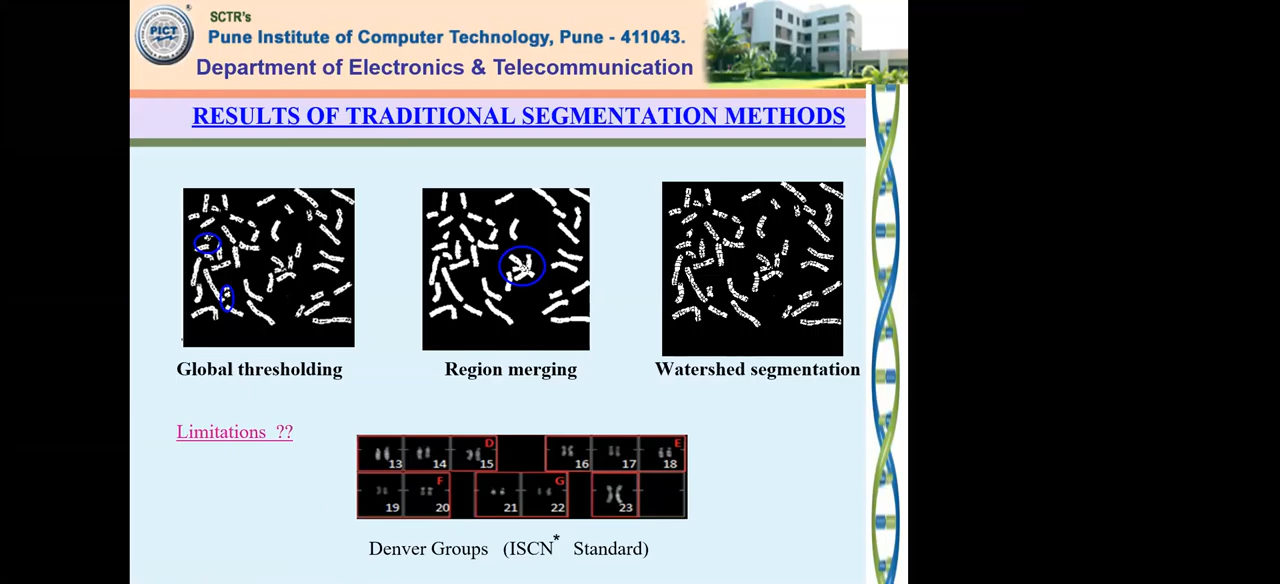 SCTR's
PICT
Pune Institute of Computer Technology, Pune - 411043.
Department of Electronics & Telecommunication
RESULTS OF TRADITIONAL SEGMENTATION METHODS
Global thresholding
Region merging
Watershed segmentation
Limitations ??
D
E
13 14 15 16 17 18
F
G
19 20 21 22 23
Denver Groups (ISCN* Standard)